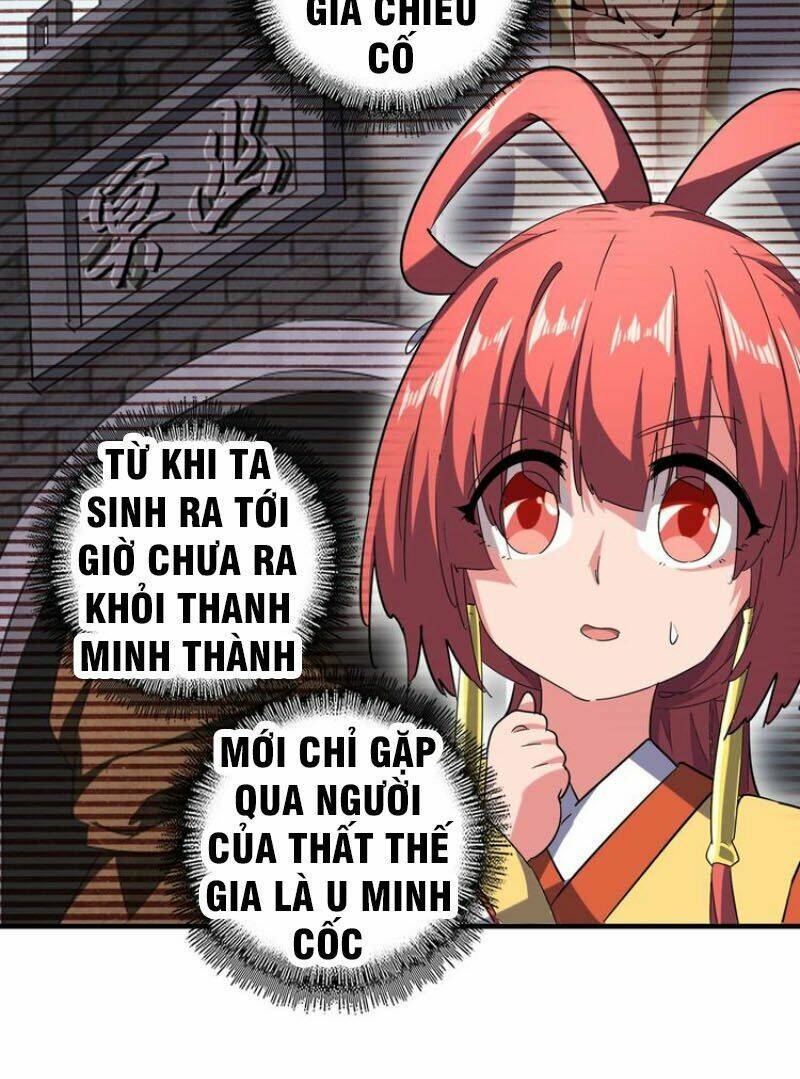 GIA CHIẾU
CỐ
TỪ KHI TA
SINH RA TỚI
GIỜ CHƯA RA
KHỎI THANH
MINH THÀNH
MỚI CHỈ GẶP
QUA NGƯỜI
CỦA THẤT THẾ
GIA LÀ U MINH
CỐC